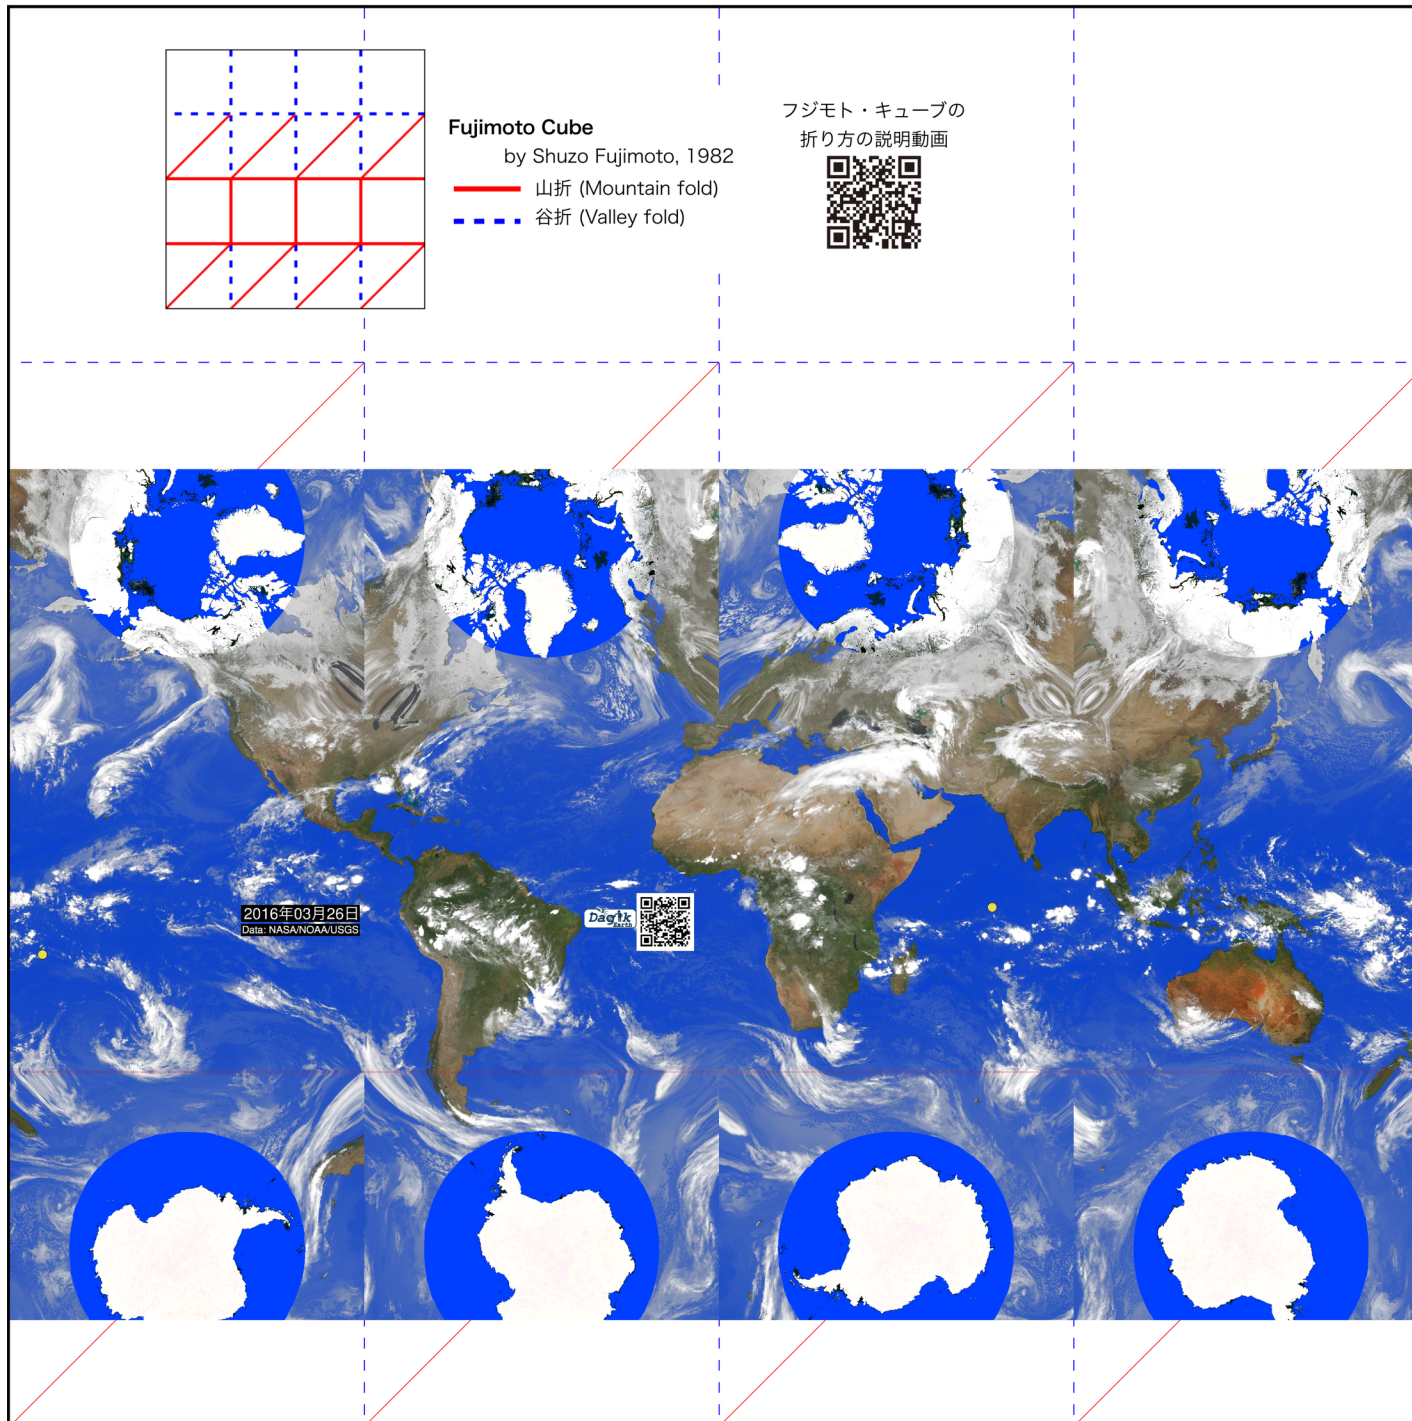 Fujimoto Cube
by Shuzo Fujimoto, 1982
山折 (Mountain fold)
谷折 (Valley fold)
フジモト・キューブの
折り方の説明動画
2016年03月26日
Data: NASA/NOAA/USGS
Dagik
Earth